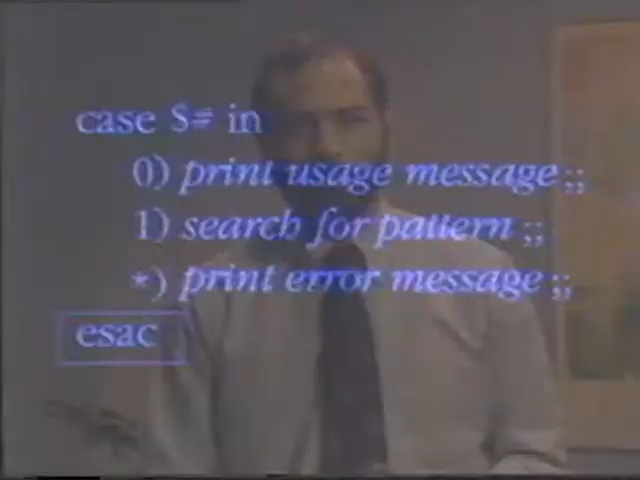 case $# in
0) print usage message ;;
1) search for pattern ;;
*) print error message ;;
esac